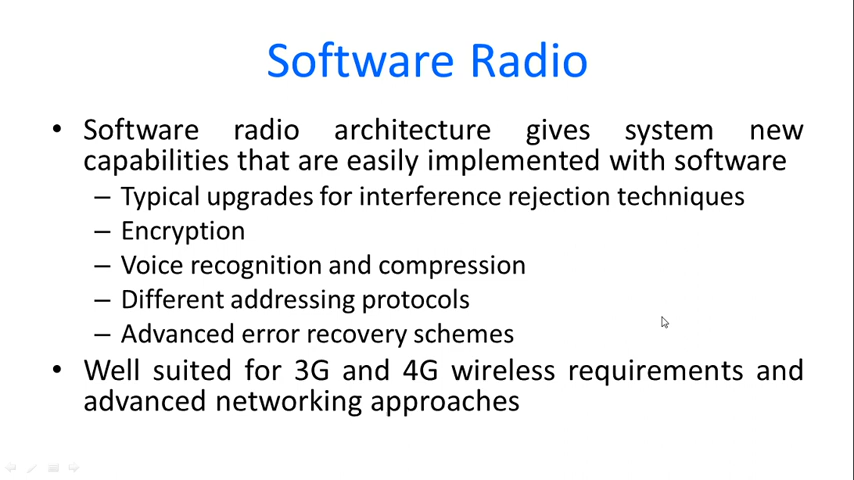 Software Radio
• Software radio architecture gives system new
capabilities that are easily implemented with software
– Typical upgrades for interference rejection techniques
– Encryption
– Voice recognition and compression
– Different addressing protocols
– Advanced error recovery schemes
• Well suited for 3G and 4G wireless requirements and
advanced networking approaches